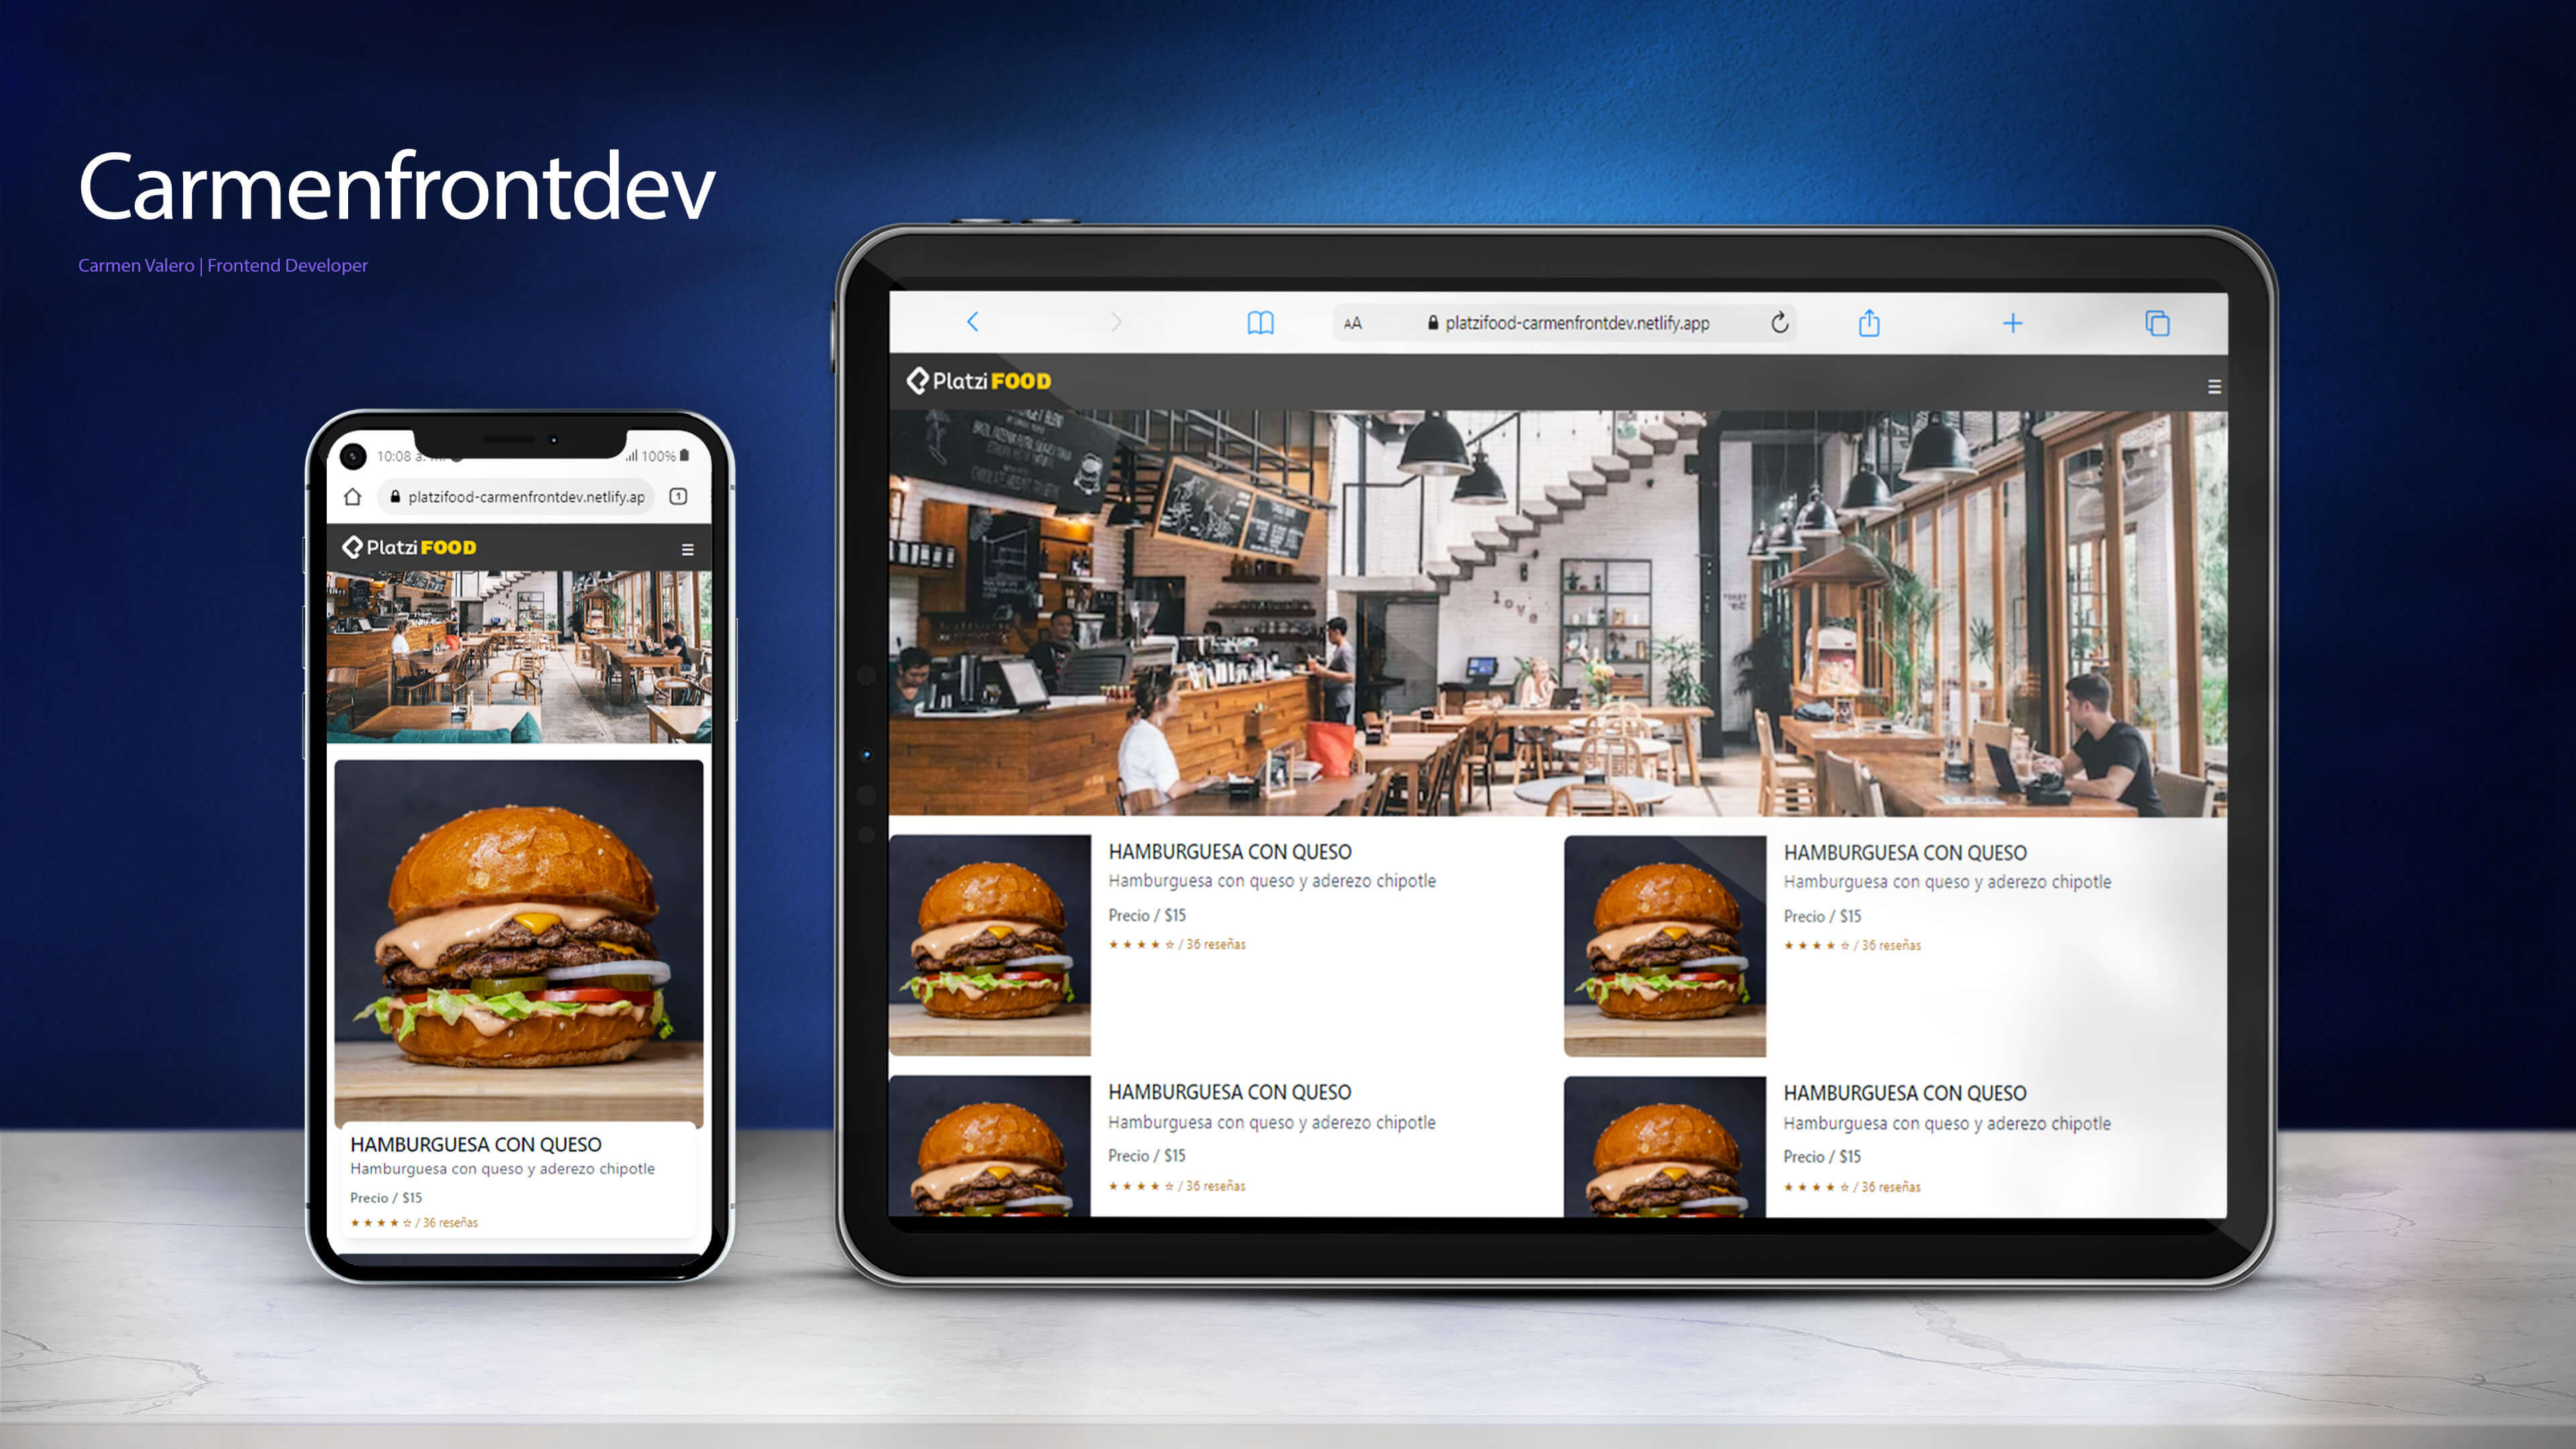 Carmenfrontdev
Carmen Valero | Frontend Developer
10:08 a.
100%
platzifood-carmenfrontdev.netlify.ap
1
Platzi FOOD
HAMBURGUESA CON QUESO
Hamburguesa con queso y aderezo chipotle
Precio / $15
★ ★ ★ ★ ☆ / 36 reseñas
AA
platzifood-carmenfrontdev.netlify.app
Platzi FOOD
love
HAMBURGUESA CON QUESO
Hamburguesa con queso y aderezo chipotle
Precio / $15
★ ★ ★ ★ ☆ / 36 reseñas
HAMBURGUESA CON QUESO
Hamburguesa con queso y aderezo chipotle
Precio / $15
★ ★ ★ ★ ☆ / 36 reseñas
HAMBURGUESA CON QUESO
Hamburguesa con queso y aderezo chipotle
Precio / $15
★ ★ ★ ★ ☆ / 36 reseñas
HAMBURGUESA CON QUESO
Hamburguesa con queso y aderezo chipotle
Precio / $15
★ ★ ★ ★ ☆ / 36 reseñas